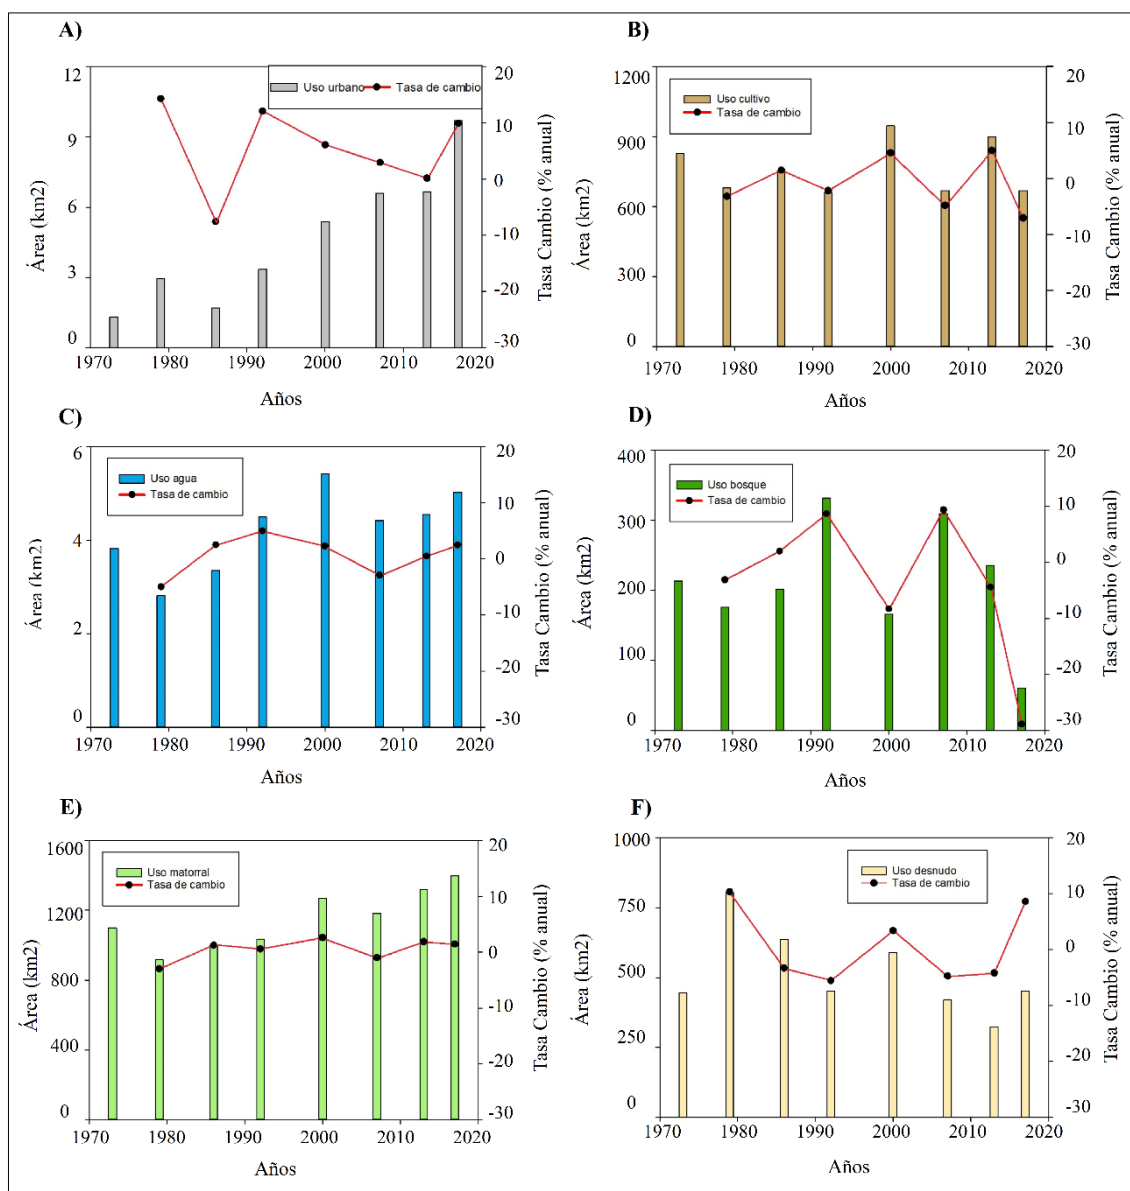 A)
Uso urbano
Tasa de cambio
12
9
6
3
0
20
10
0
-10
-20
-30
1970
1980
1990
2000
2010
2020
Área (km2)
Tasa Cambio (% anual)
Años
B)
Uso cultivo
Tasa de cambio
1200
900
600
300
0
20
10
0
-10
-20
-30
1970
1980
1990
2000
2010
2020
Área (km2)
Tasa Cambio (% anual)
Años
C)
Uso agua
Tasa de cambio
6
4
2
0
20
10
0
-10
-20
-30
1970
1980
1990
2000
2010
2020
Área (km2)
Tasa Cambio (% anual)
Años
D)
Uso bosque
Tasa de cambio
400
300
200
100
0
20
10
0
-10
-20
-30
1970
1980
1990
2000
2010
2020
Área (km2)
Tasa Cambio (% anual)
Años
E)
Uso matorral
Tasa de cambio
1600
1200
800
400
0
20
10
0
-10
-20
-30
1970
1980
1990
2000
2010
2020
Área (km2)
Tasa Cambio (% anual)
Años
F)
Uso desnudo
Tasa de cambio
1000
750
500
250
0
20
10
0
-10
-20
-30
1970
1980
1990
2000
2010
2020
Área (km2)
Tasa Cambio (% anual)
Años